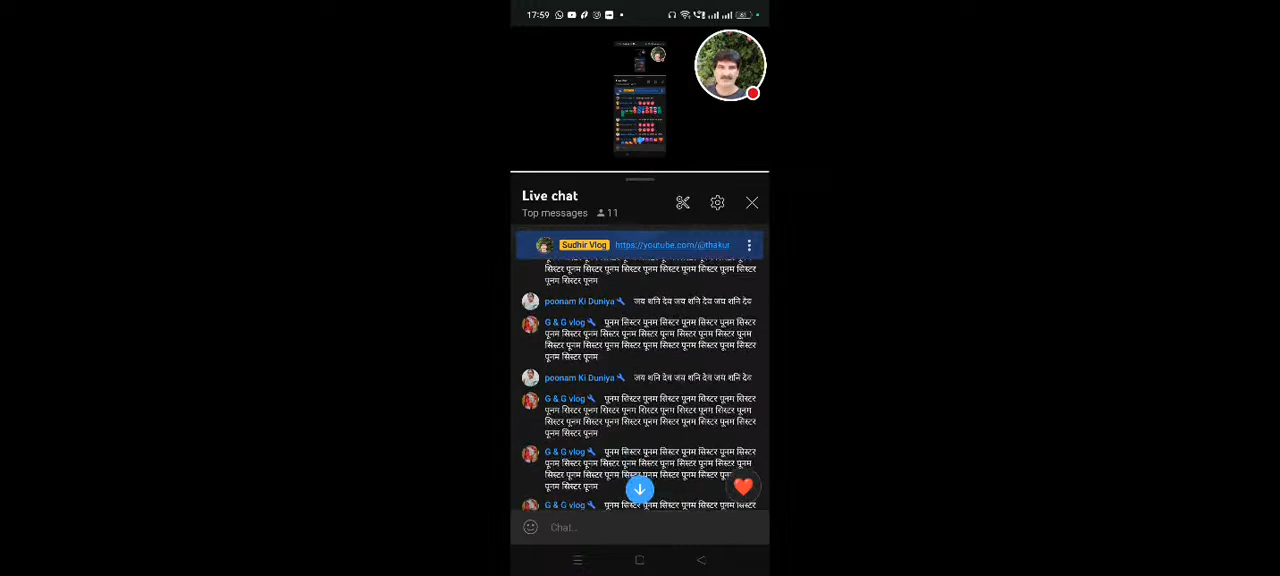 17:59
Live chat
Top messages 11
Sudhir Vlog https://youtube.com/@thakur
सिस्टर पूनम सिस्टर पूनम सिस्टर पूनम सिस्टर पूनम सिस्टर
पूनम सिस्टर पूनम
poonam Ki Duniya जय शनि देव जय शनि देव जय शनि देव
G & G vlog पूनम सिस्टर पूनम सिस्टर पूनम सिस्टर पूनम सिस्टर
पूनम सिस्टर पूनम सिस्टर पूनम सिस्टर पूनम सिस्टर पूनम
सिस्टर पूनम सिस्टर पूनम सिस्टर पूनम सिस्टर पूनम सिस्टर
पूनम सिस्टर पूनम
poonam Ki Duniya जय शनि देव जय शनि देव जय शनि देव
G & G vlog पूनम सिस्टर पूनम सिस्टर पूनम सिस्टर पूनम सिस्टर
पूनम सिस्टर पूनम सिस्टर पूनम सिस्टर पूनम सिस्टर पूनम
सिस्टर पूनम सिस्टर पूनम सिस्टर पूनम सिस्टर पूनम सिस्टर
पूनम सिस्टर पूनम
G & G vlog पूनम सिस्टर पूनम सिस्टर पूनम सिस्टर पूनम सिस्टर
पूनम सिस्टर पूनम सिस्टर पूनम सिस्टर पूनम सिस्टर पूनम
सिस्टर पूनम सिस्टर पूनम सिस्टर पूनम सिस्टर
पूनम सिस्टर पूनम
G & G vlog पूनम सिस्टर पूनम सिस्टर पूनम सिस्टर पूनम सिस्टर
Chat..